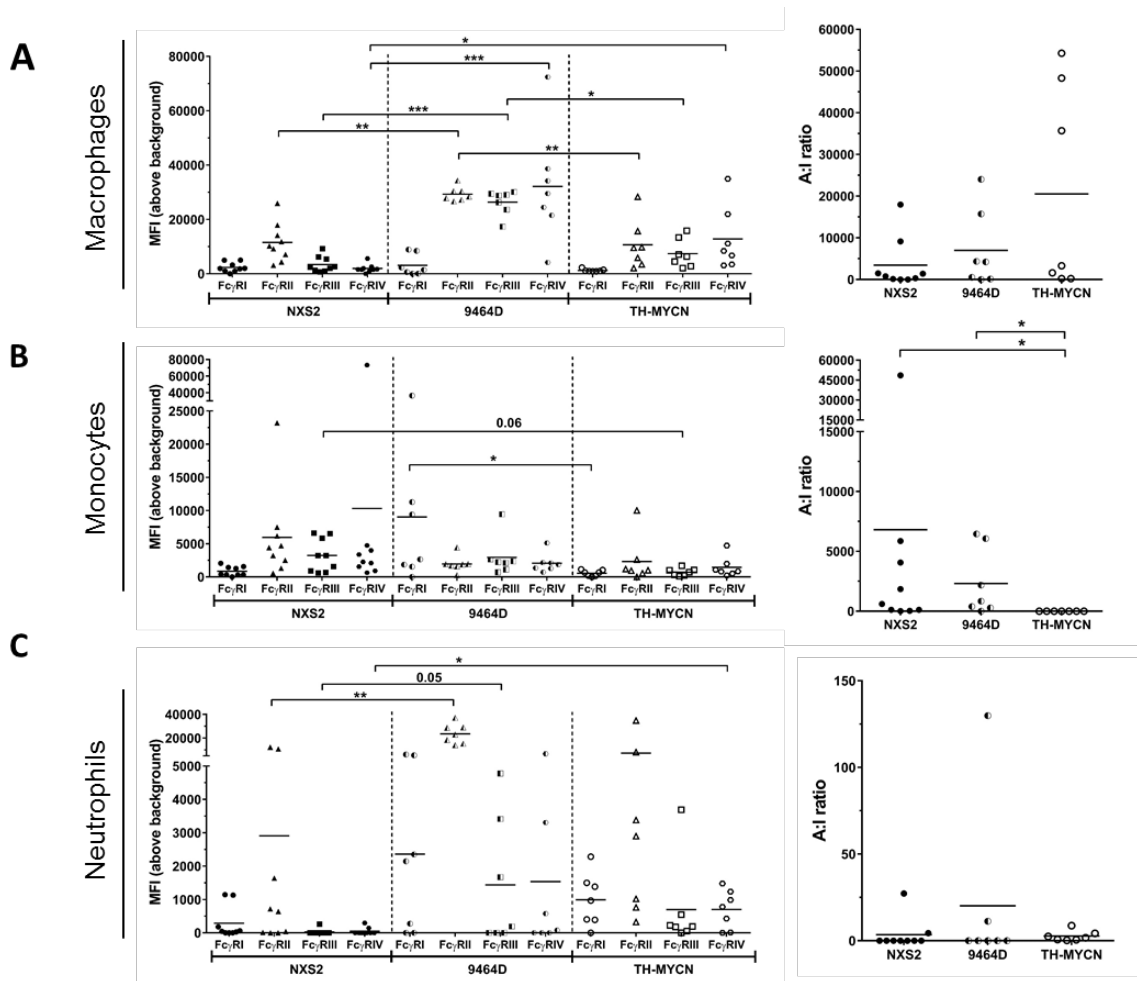 A
Macrophages
MFI (above background)
80000
60000
40000
20000
0
*
***
*
***
**
**
FcγRI FcγRII FcγRIII FcγRIV FcγRI FcγRII FcγRIII FcγRIV FcγRI FcγRII FcγRIII FcγRIV
NXS2 9464D TH-MYCN
A:I ratio
60000
50000
40000
30000
20000
10000
0
NXS2 9464D TH-MYCN
B
Monocytes
MFI (above background)
80000
70000
60000
50000
40000
30000
25000
20000
15000
10000
5000
0
0.06
*
FcγRI FcγRII FcγRIII FcγRIV FcγRI FcγRII FcγRIII FcγRIV FcγRI FcγRII FcγRIII FcγRIV
NXS2 9464D TH-MYCN
*
*
A:I ratio
60000
50000
40000
30000
15000
15000
10000
5000
0
NXS2 9464D TH-MYCN
C
Neutrophils
MFI (above background)
*
0.05
**
40000
20000
5000
4000
3000
2000
1000
0
FcγRI FcγRII FcγRIII FcγRIV FcγRI FcγRII FcγRIII FcγRIV FcγRI FcγRII FcγRIII FcγRIV
NXS2 9464D TH-MYCN
A:I ratio
150
100
50
0
NXS2 9464D TH-MYCN